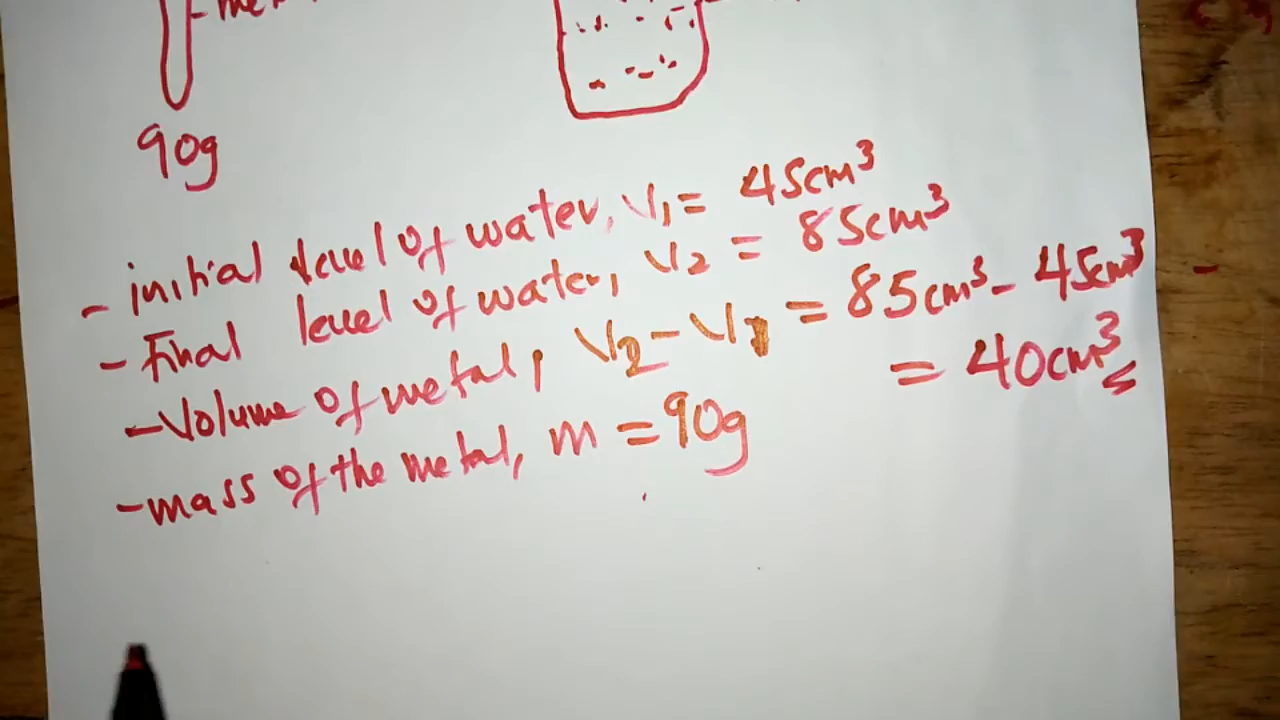 90g
- initial level of water, V₁ = 45cm³
- Final level of water, V₂ = 85cm³
- Volume of metal, V₂ - V₁ = 85cm³ - 45cm³
= 40cm³
- mass of the metal, m = 90g